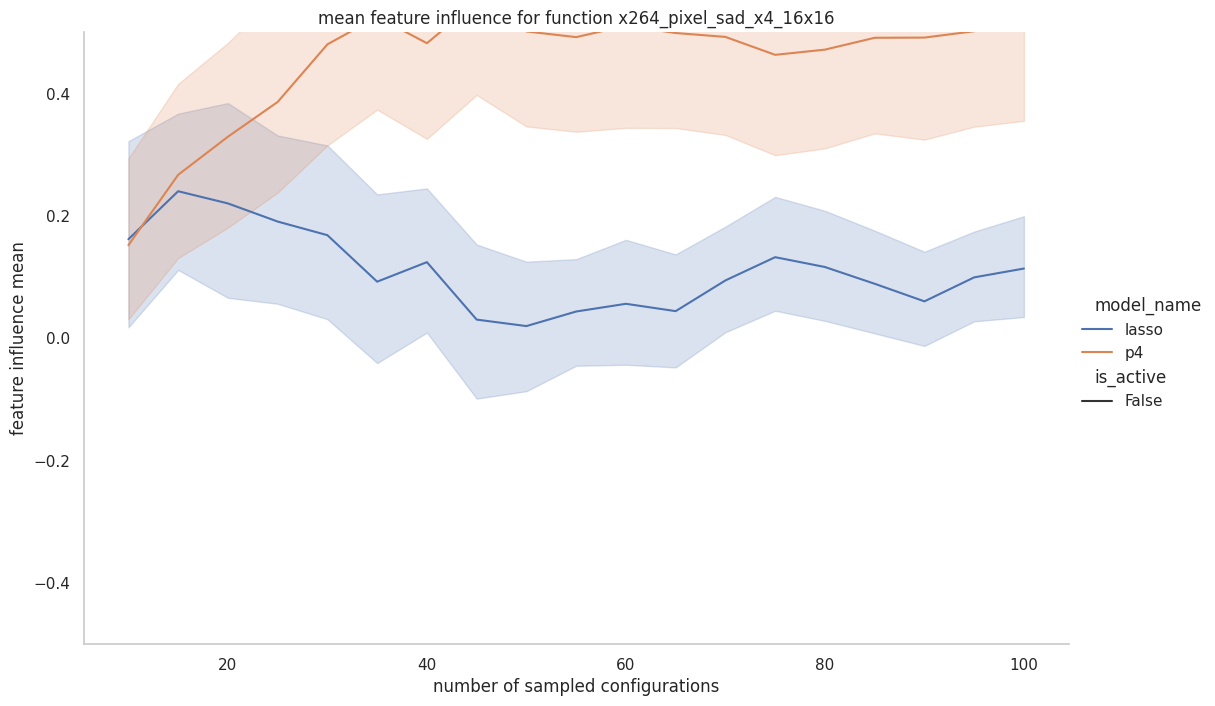 mean feature influence for function x264_pixel_sad_x4_16x16
0.4
0.2
0.0
−0.2
−0.4
feature influence mean
20
40
60
80
100
number of sampled configurations
model_name
lasso
p4
is_active
False